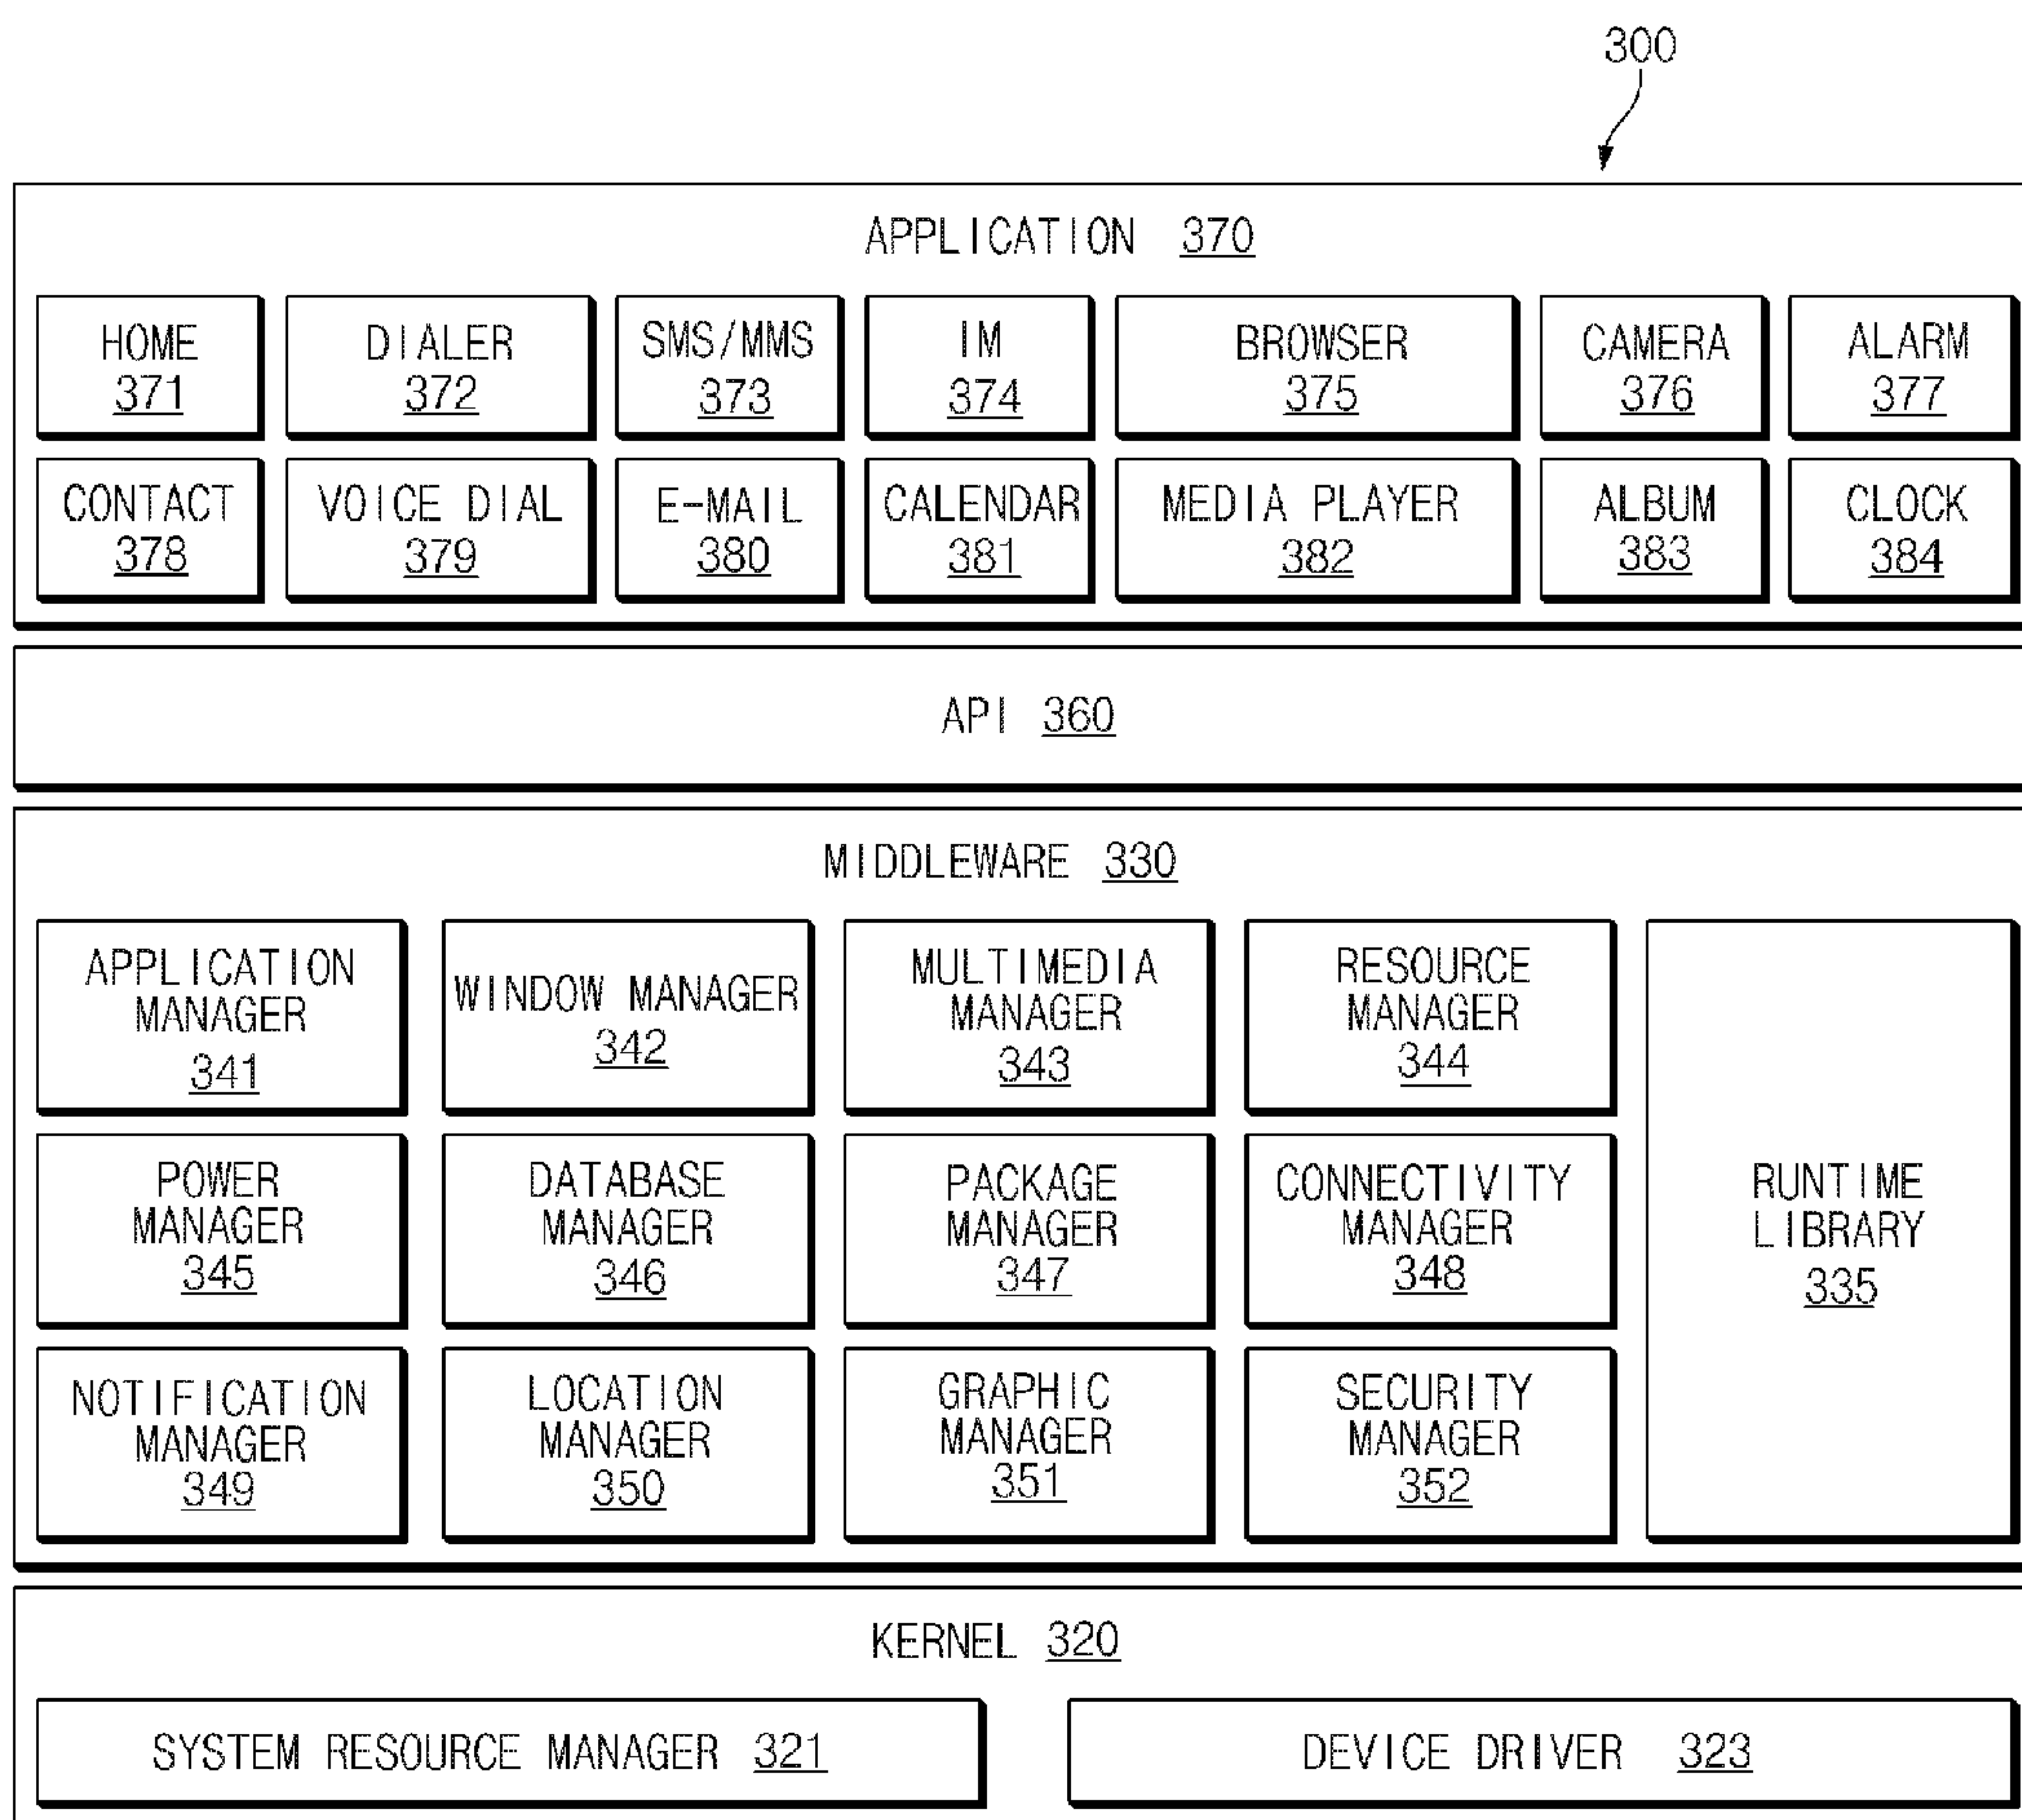 300
APPLICATION 370
HOME
371
DIALER
372
SMS/MMS
373
IM
374
BROWSER
375
CAMERA
376
ALARM
377
CONTACT
378
VOICE DIAL
379
E-MAIL
380
CALENDAR
381
MEDIA PLAYER
382
ALBUM
383
CLOCK
384
API 360
MIDDLEWARE 330
APPLICATION
MANAGER
341
WINDOW MANAGER
342
MULTIMEDIA
MANAGER
343
RESOURCE
MANAGER
344
POWER
MANAGER
345
DATABASE
MANAGER
346
PACKAGE
MANAGER
347
CONNECTIVITY
MANAGER
348
RUNTIME
LIBRARY
335
NOTIFICATION
MANAGER
349
LOCATION
MANAGER
350
GRAPHIC
MANAGER
351
SECURITY
MANAGER
352
KERNEL 320
SYSTEM RESOURCE MANAGER 321
DEVICE DRIVER 323